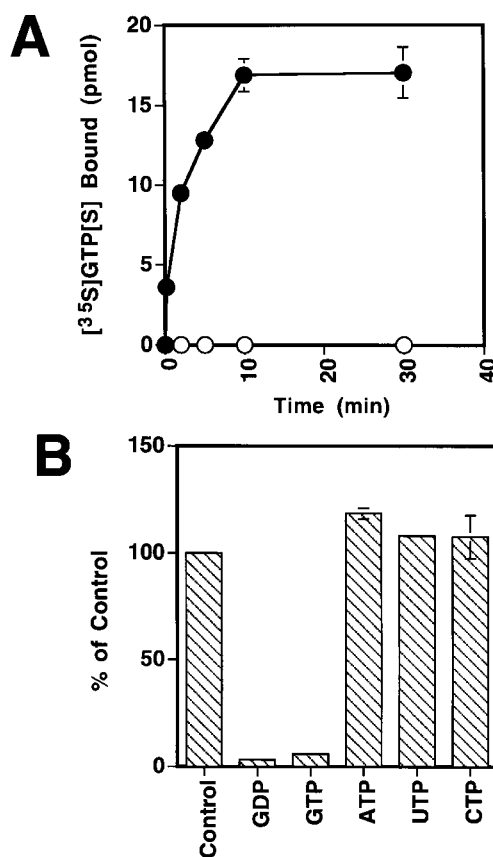 A
[³⁵S]GTP[S] Bound (pmol)
20
15
10
5
0
0
10
20
30
40
Time (min)
B
% of Control
150
100
50
0
Control
GDP
GTP
ATP
UTP
CTP